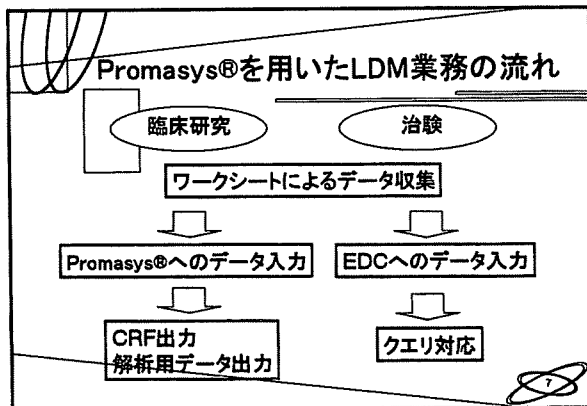 Promasys®を用いたLDM業務の流れ
臨床研究
治験
ワークシートによるデータ収集
Promasys®へのデータ入力
EDCへのデータ入力
CRF出力
解析用データ出力
クエリ対応
7